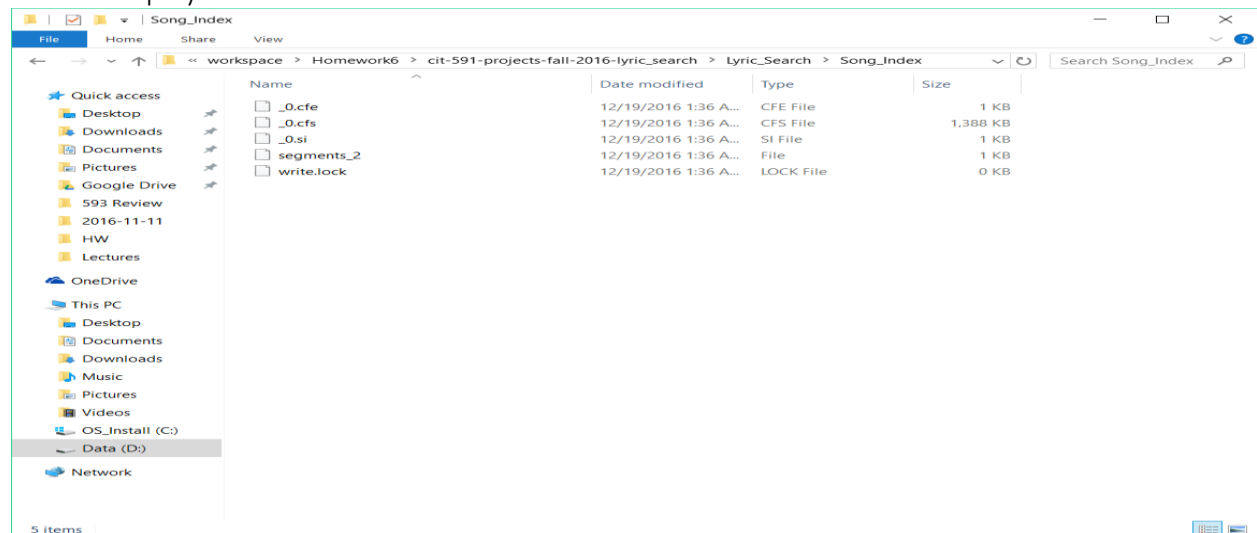 Song_Index
File Home Share View
« workspace > Homework6 > cit-591-projects-fall-2016-lyric_search > Lyric_Search > Song_Index Search Song_Index
Name Date modified Type Size
Quick access
Desktop
Downloads
Documents
Pictures
Google Drive
593 Review
2016-11-11
HW
Lectures
OneDrive
This PC
Desktop
Documents
Downloads
Music
Pictures
Videos
OS_Install (C:)
Data (D:)
Network
_0.cfe 12/19/2016 1:36 A... CFE File 1 KB
_0.cfs 12/19/2016 1:36 A... CFS File 1,388 KB
_0.si 12/19/2016 1:36 A... SI File 1 KB
segments_2 12/19/2016 1:36 A... File 1 KB
write.lock 12/19/2016 1:36 A... LOCK File 0 KB
5 items